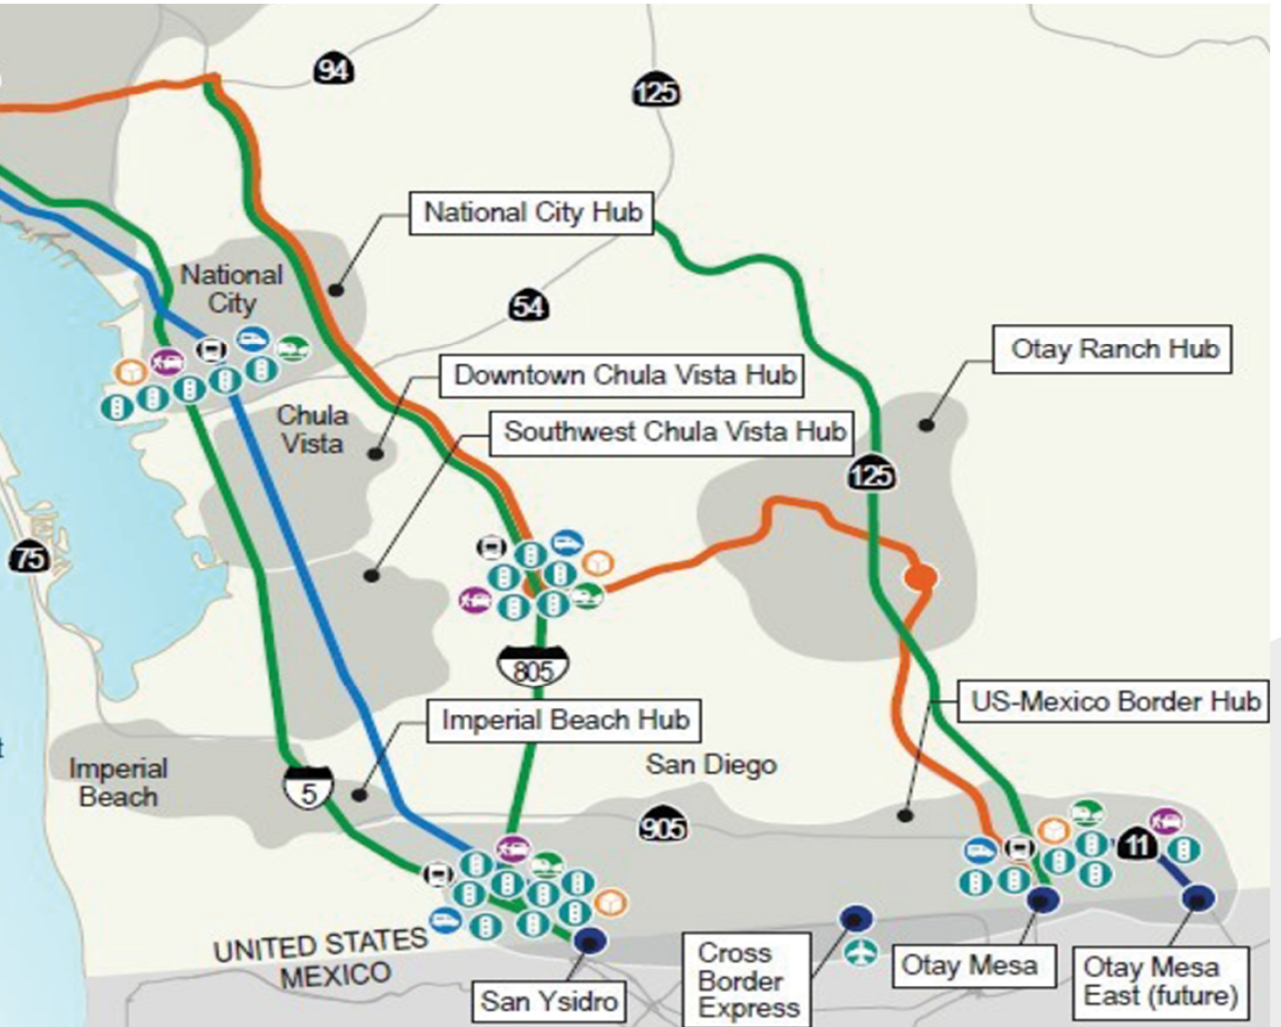 94
125
National City Hub
National
City
54
Otay Ranch Hub
Downtown Chula Vista Hub
Chula
Vista
Southwest Chula Vista Hub
125
75
805
US-Mexico Border Hub
Imperial Beach Hub
t
San Diego
Imperial
Beach
5
905
11
UNITED STATES
MEXICO
Cross
Border
Express
Otay Mesa
Otay Mesa
East (future)
San Ysidro